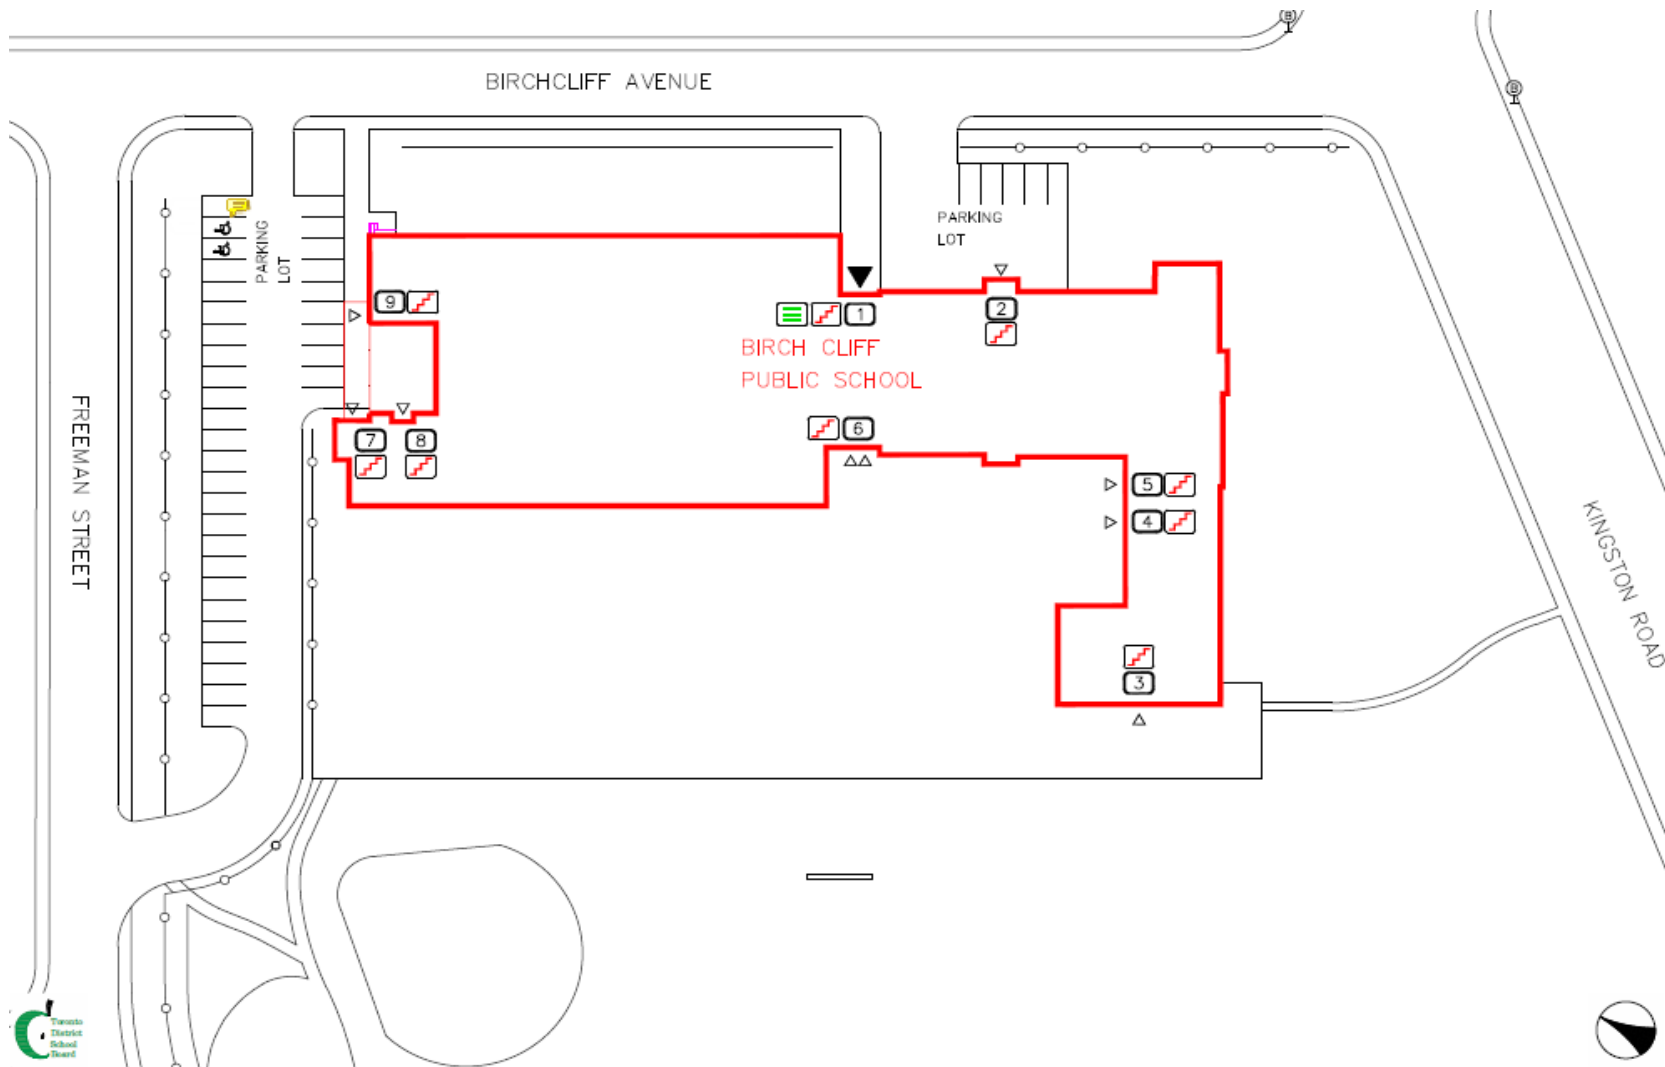 B
BIRCHCLIFF AVENUE
B
PARKING
LOT
PARKING
LOT
9
1
2
BIRCH CLIFF
PUBLIC SCHOOL
6
7
8
5
4
FREEMAN STREET
KINGSTON ROAD
3
Toronto
District
School
Board